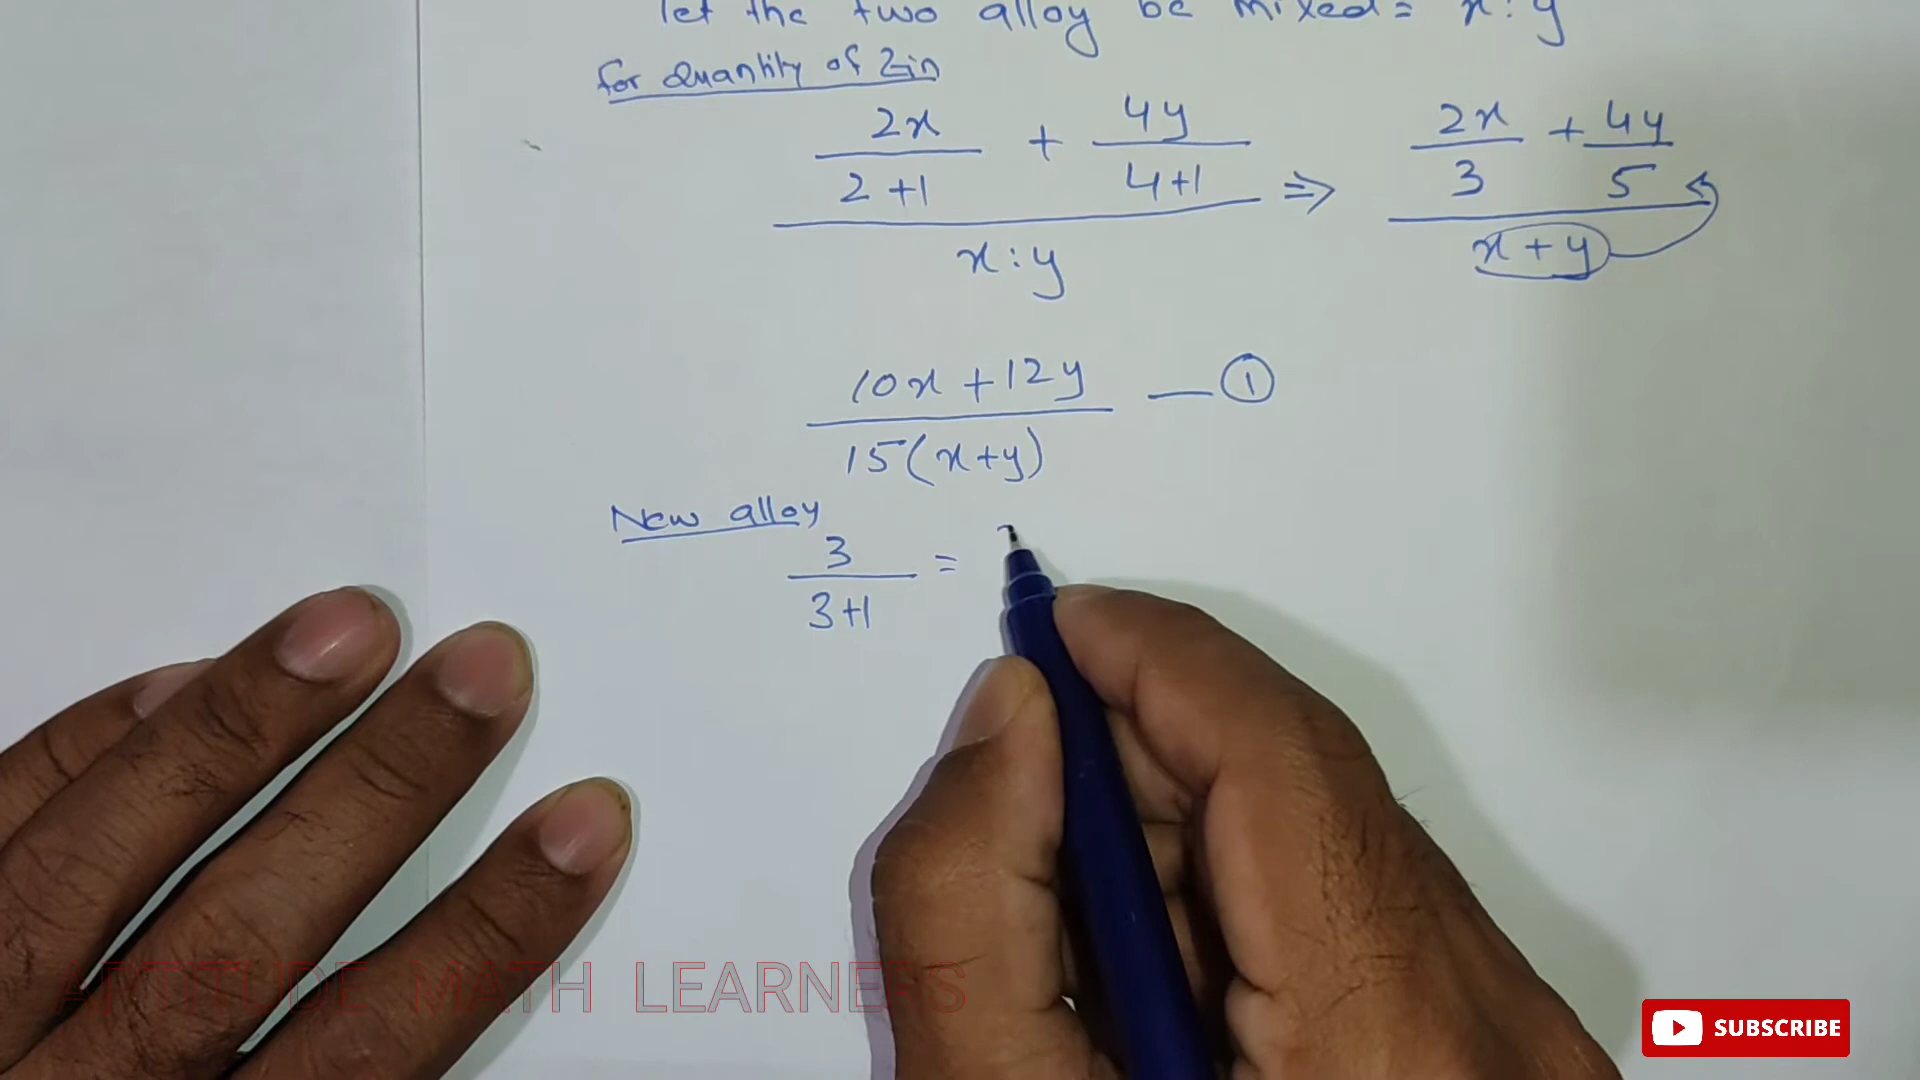 let the two alloy be mixed = x : y
for Quantity of Zin
2x / 2+1 + 4y / 4+1 ⇒ 2x / 3 + 4y / 5
x : y
x + y
10x + 12y — ①
15(x+y)
New alloy
3 =
3+1
APTITUDE MATH LEARNERS
SUBSCRIBE